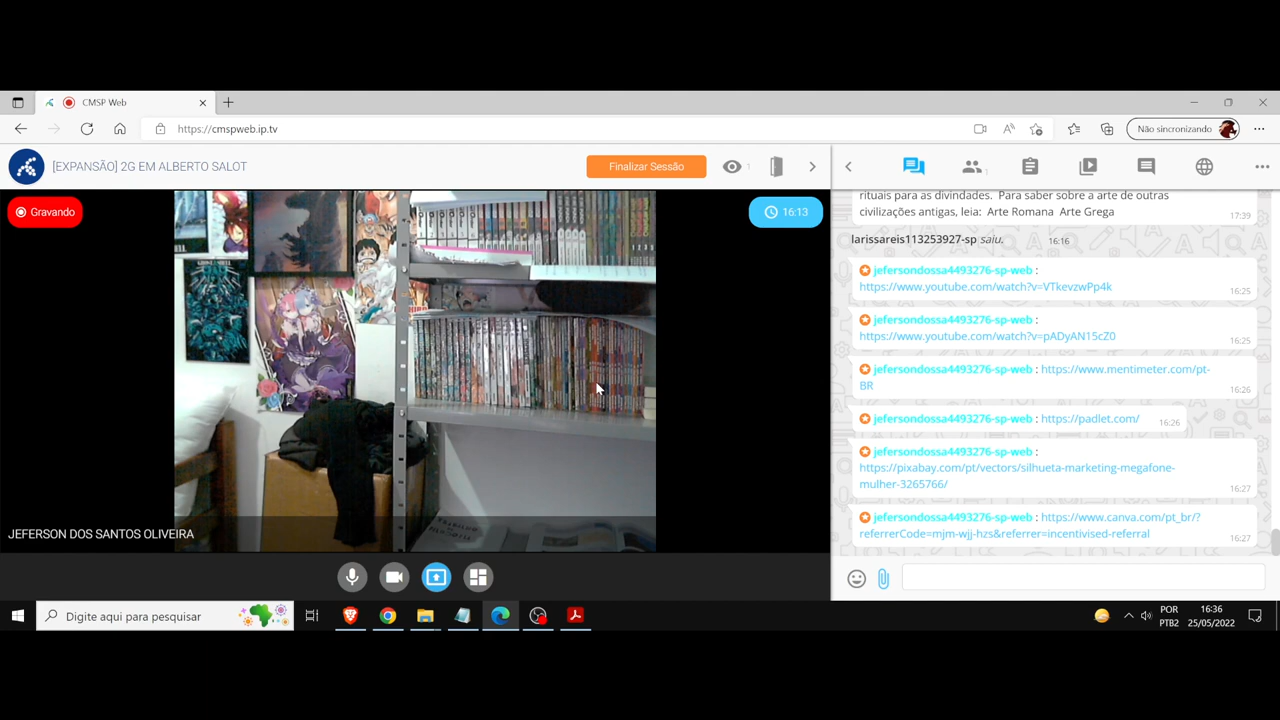 CMSP Web
https://cmspweb.ip.tv
Não sincronizando
[EXPANSÃO] 2G EM ALBERTO SALOT
Finalizar Sessão
1
1
Gravando
16:13
JEFERSON DOS SANTOS OLIVEIRA
rituais para as divindades. Para saber sobre a arte de outras
civilizações antigas, leia: Arte Romana Arte Grega
17:39
larissareis113253927-sp saiu. 16:16
jefersondossa4493276-sp-web :
https://www.youtube.com/watch?v=VTkevzwPp4k
16:25
jefersondossa4493276-sp-web :
https://www.youtube.com/watch?v=pADyAN15cZ0
16:25
jefersondossa4493276-sp-web : https://www.mentimeter.com/pt-
BR
16:26
jefersondossa4493276-sp-web : https://padlet.com/ 16:26
jefersondossa4493276-sp-web :
https://pixabay.com/pt/vectors/silhueta-marketing-megafone-
mulher-3265766/
16:27
jefersondossa4493276-sp-web : https://www.canva.com/pt_br/?
referrerCode=mjm-wjj-hzs&referrer=incentivised-referral
16:27
Digite aqui para pesquisar
POR
PTB2
16:36
25/05/2022